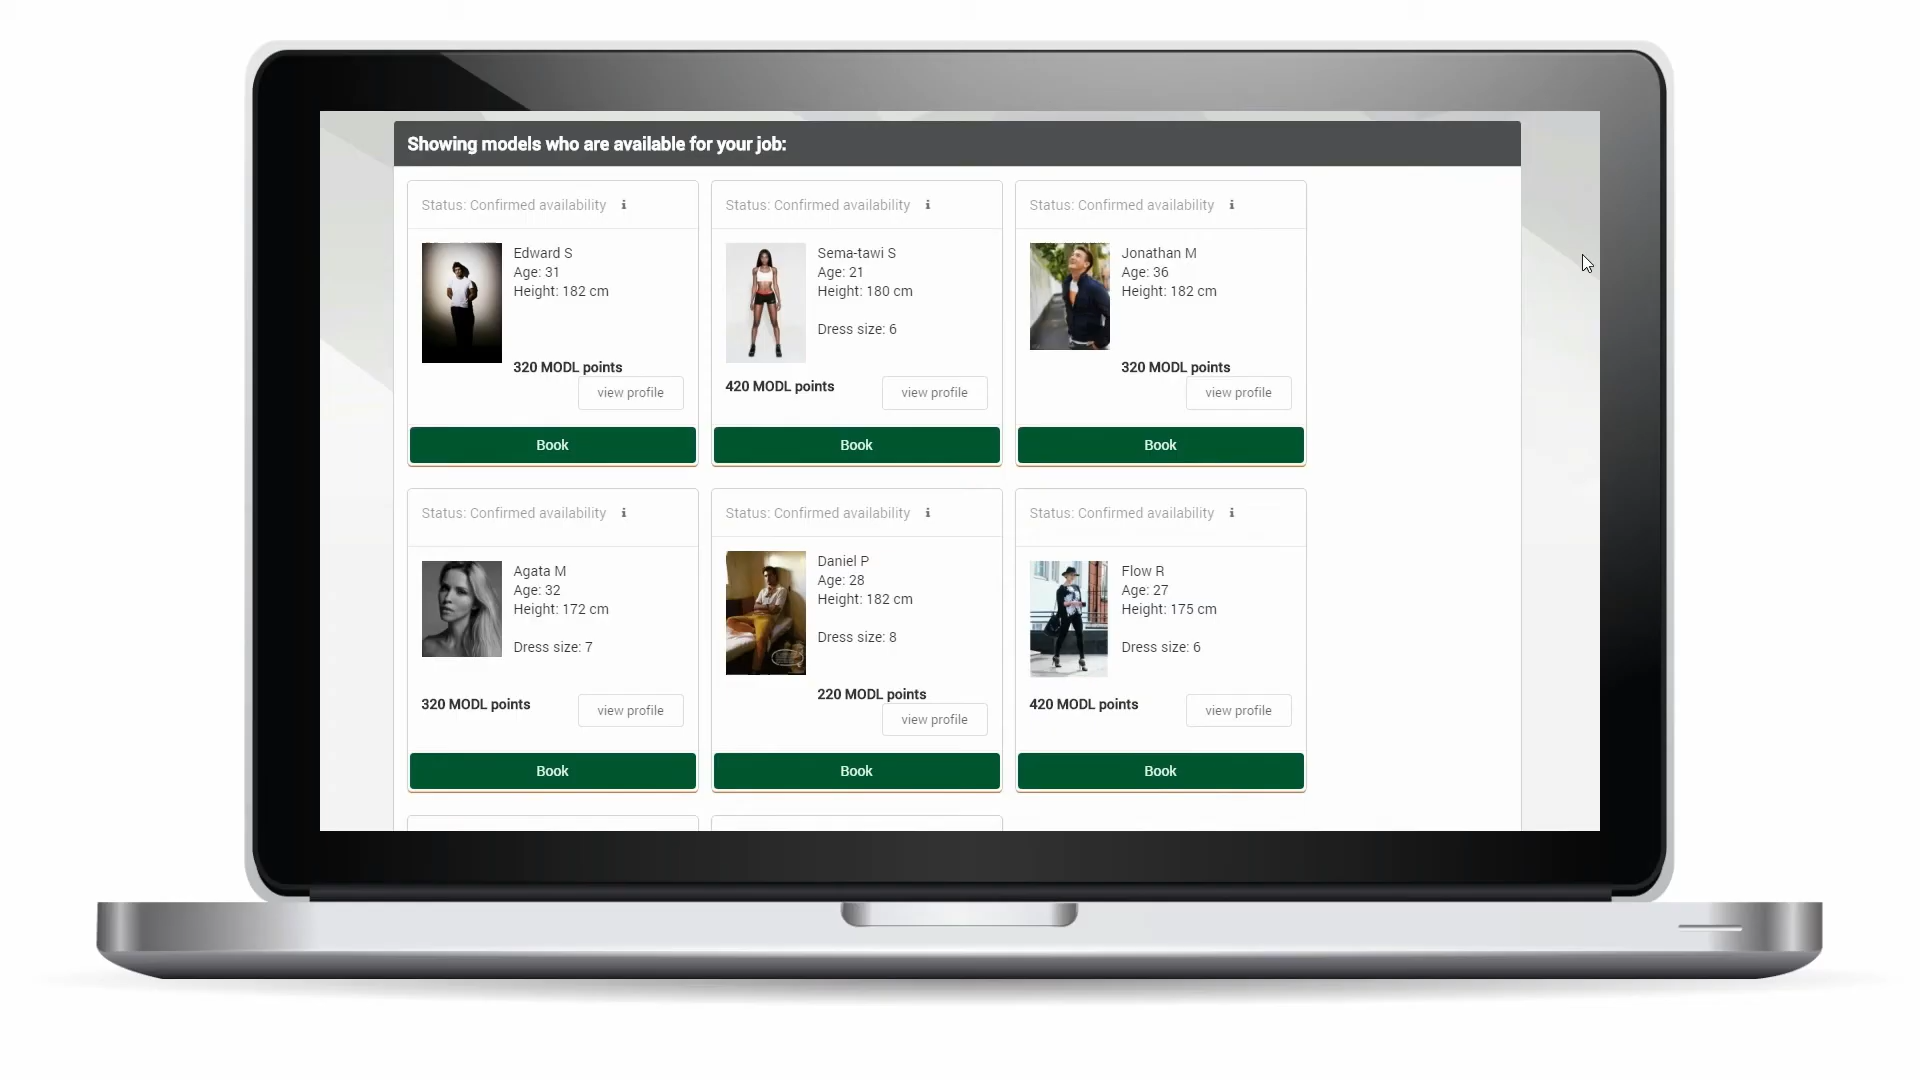 Showing models who are available for your job:
Status: Confirmed availability i
Edward S
Age: 31
Height: 182 cm
320 MODL points
view profile
Book
Status: Confirmed availability i
Sema-tawi S
Age: 21
Height: 180 cm
Dress size: 6
420 MODL points
view profile
Book
Status: Confirmed availability i
Jonathan M
Age: 36
Height: 182 cm
320 MODL points
view profile
Book
Status: Confirmed availability i
Agata M
Age: 32
Height: 172 cm
Dress size: 7
320 MODL points
view profile
Book
Status: Confirmed availability i
Daniel P
Age: 28
Height: 182 cm
Dress size: 8
220 MODL points
view profile
Book
Status: Confirmed availability i
Flow R
Age: 27
Height: 175 cm
Dress size: 6
420 MODL points
view profile
Book